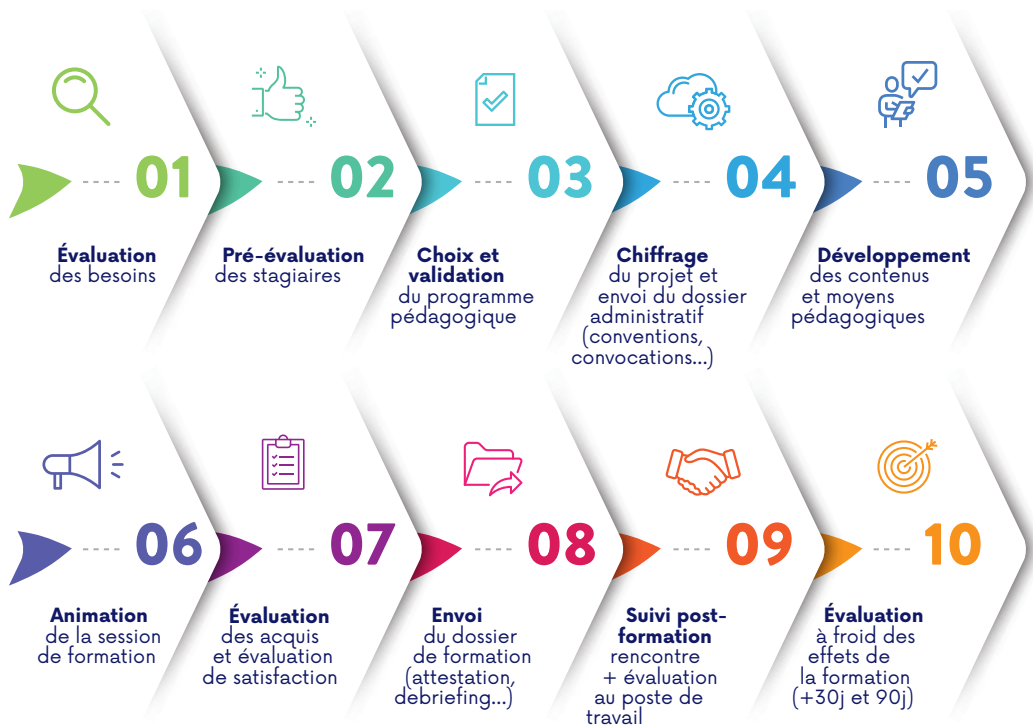 01
Évaluation
des besoins
02
Pré-évaluation
des stagiaires
03
Choix et
validation
du programme
pédagogique
04
Chiffrage
du projet et
envoi du dossier
administratif
(conventions,
convocations...)
05
Développement
des contenus
et moyens
pédagogiques
06
Animation
de la session
de formation
07
Évaluation
des acquis
et évaluation
de satisfaction
08
Envoi
du dossier
de formation
(attestation,
debriefing...)
09
Suivi post-
formation
rencontre
+ évaluation
au poste de
travail
10
Évaluation
à froid des
effets de
la formation
(+30j et 90j)